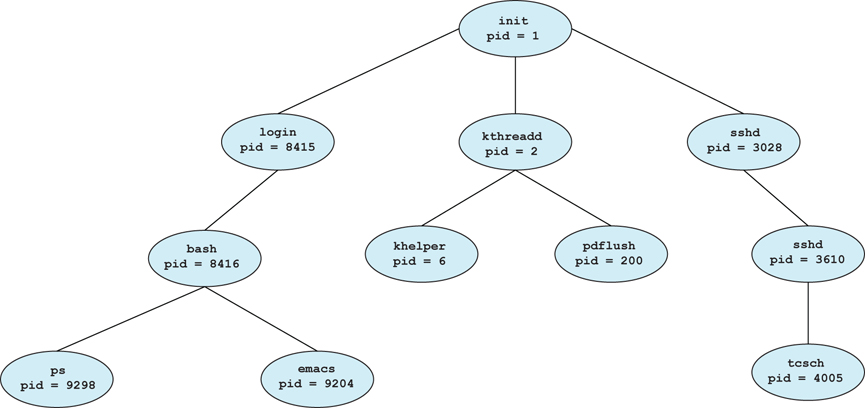 init
pid = 1
login
pid = 8415
kthreadd
pid = 2
sshd
pid = 3028
bash
pid = 8416
khelper
pid = 6
pdflush
pid = 200
sshd
pid = 3610
ps
pid = 9298
emacs
pid = 9204
tcsch
pid = 4005